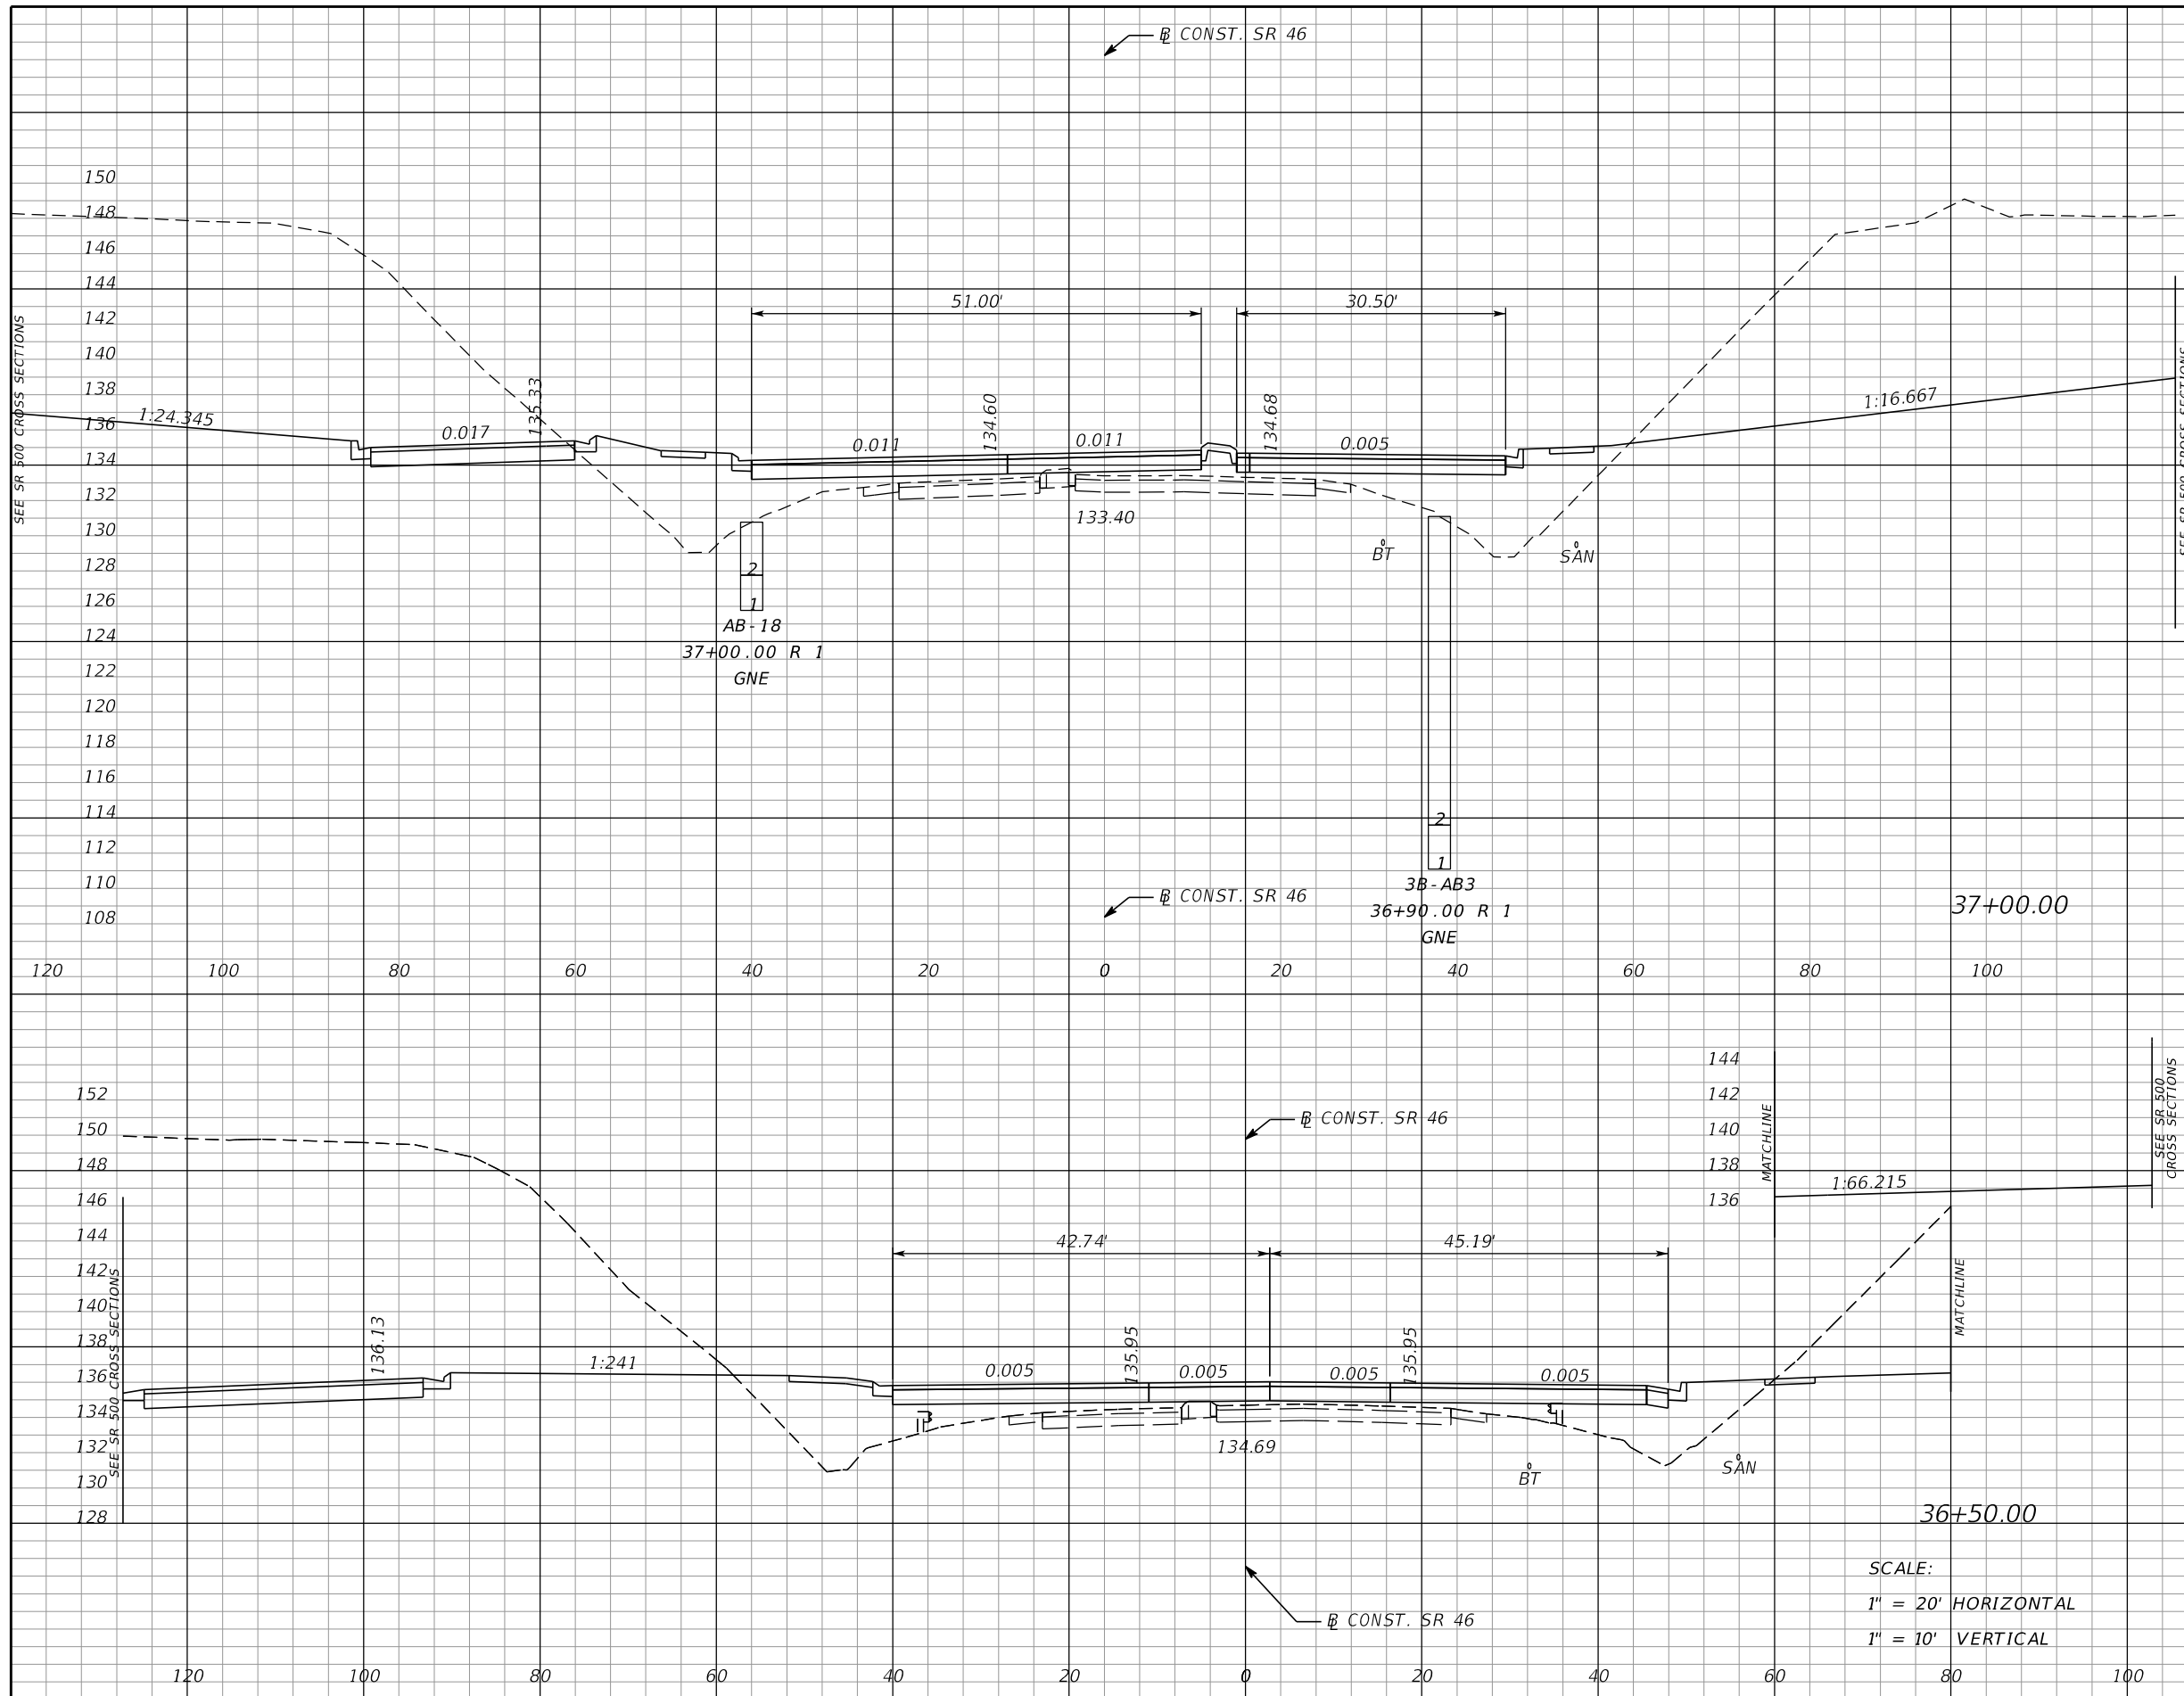 ℄ CONST. SR 46
150
148
146
144
142
140
138
136
134
132
130
128
126
124
122
120
118
116
114
112
110
108
SEE SR 500 CROSS SECTIONS
1:24.345
0.017
135.33
51.00'
30.50'
0.011
134.60
0.011
134.68
0.005
1:16.667
SEE SR 500 CROSS SECTIONS
133.40
BT
SAN
2
1
AB-18
37+00.00 R 1
GNE
2
1
3B-AB3
36+90.00 R 1
GNE
℄ CONST. SR 46
37+00.00
120 100 80 60 40 20 0 20 40 60 80 100
152
150
148
146
144
142
140
138
136
134
132
130
128
SEE SR 500 CROSS SECTIONS
℄ CONST. SR 46
144
142
140
138
136
MATCHLINE
1:66.215
SEE SR 500
CROSS SECTIONS
42.74'
45.19'
MATCHLINE
136.13
1:241
0.005
135.95
0.005
0.005
135.95
0.005
134.69
BT
SAN
36+50.00
℄ CONST. SR 46
SCALE:
1" = 20' HORIZONTAL
1" = 10' VERTICAL
120 100 80 60 40 20 0 20 40 60 80 100